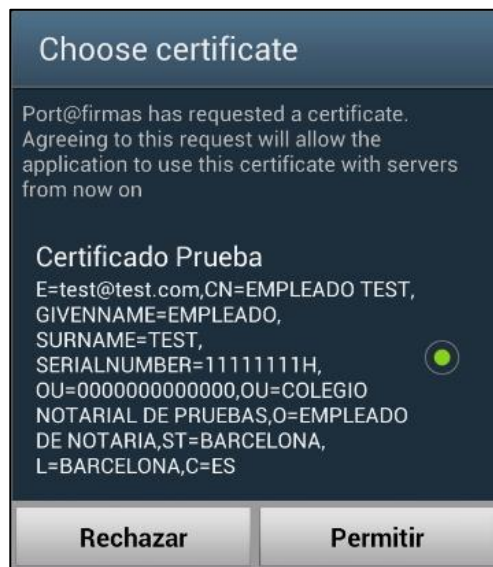 Choose certificate
Port@firmas has requested a certificate.
Agreeing to this request will allow the
application to use this certificate with servers
from now on
Certificado Prueba
E=test@test.com,CN=EMPLEADO TEST,
GIVENNAME=EMPLEADO,
SURNAME=TEST,
SERIALNUMBER=11111111H,
OU=0000000000000,OU=COLEGIO
NOTARIAL DE PRUEBAS,O=EMPLEADO
DE NOTARIA,ST=BARCELONA,
L=BARCELONA,C=ES
Rechazar Permitir